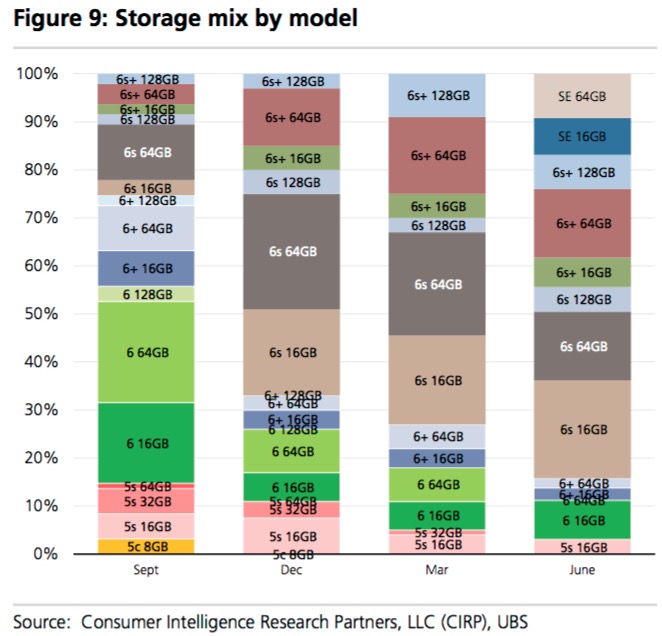 Figure 9: Storage mix by model
100%
90%
80%
70%
60%
50%
40%
30%
20%
10%
0%
6s+ 128GB
6s+ 64GB
6s+ 16GB
6s 128GB
6s 64GB
6s 16GB
6+ 128GB
6+ 64GB
6+ 16GB
6 128GB
6 64GB
6 16GB
5s 64GB
5s 32GB
5s 16GB
5c 8GB
6s+ 128GB
6s+ 64GB
6s+ 16GB
6s 128GB
6s 64GB
6s 16GB
6+ 128GB
6+ 64GB
6+ 16GB
6 128GB
6 64GB
6 16GB
5s 64GB
5s 32GB
5s 16GB
5c 8GB
6s+ 128GB
6s+ 64GB
6s+ 16GB
6s 128GB
6s 64GB
6s 16GB
6+ 64GB
6+ 16GB
6 64GB
6 16GB
5s 32GB
5s 16GB
SE 64GB
SE 16GB
6s+ 128GB
6s+ 64GB
6s+ 16GB
6s 128GB
6s 64GB
6s 16GB
6+ 64GB
6+ 16GB
6 64GB
6 16GB
5s 16GB
Sept
Dec
Mar
June
Source: Consumer Intelligence Research Partners, LLC (CIRP), UBS